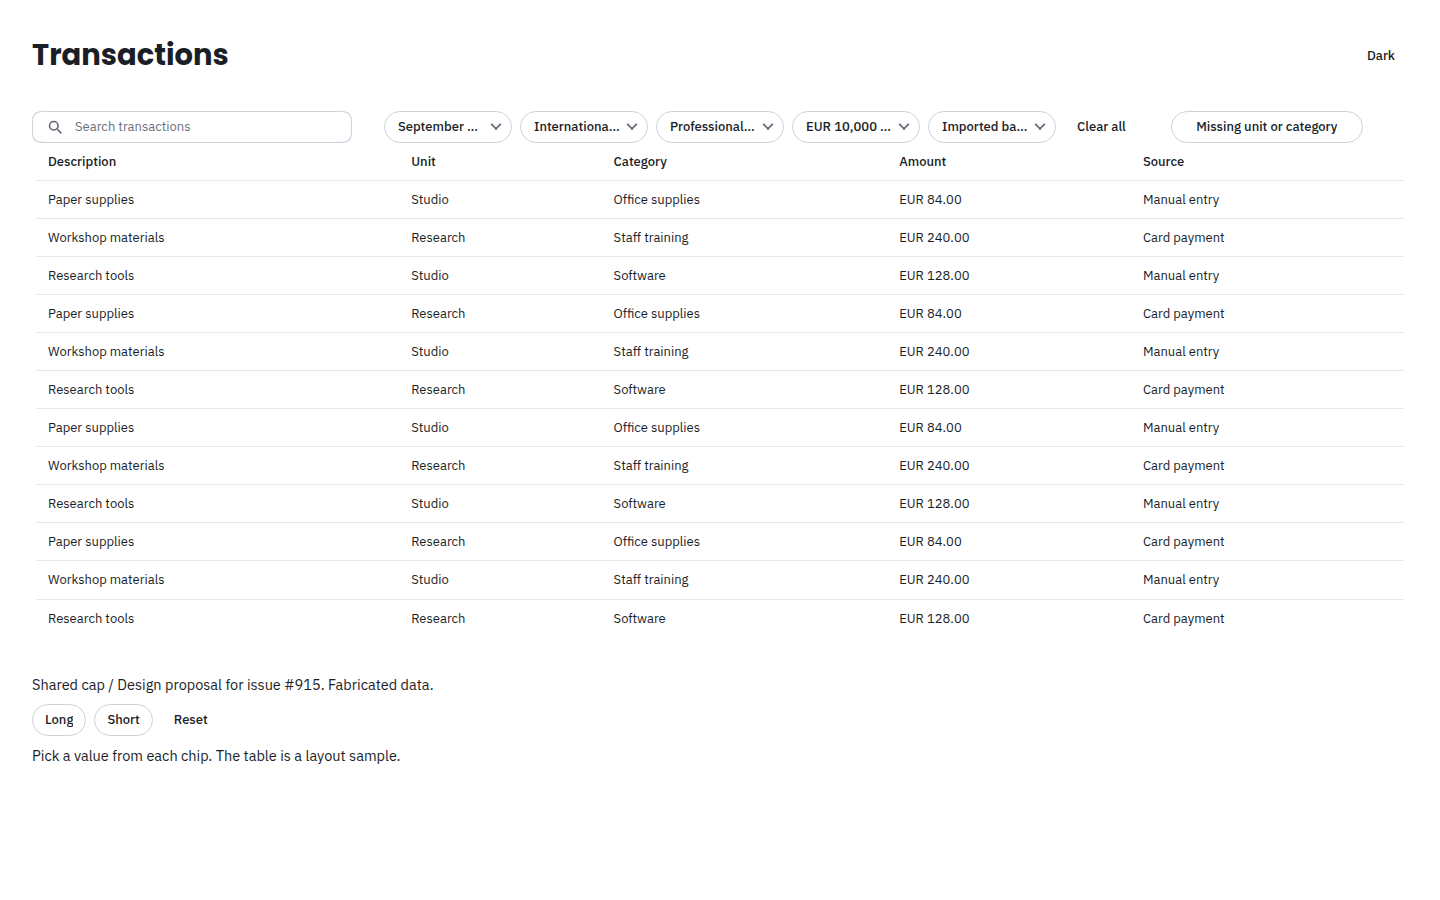 Transactions
Dark
Search transactions
September ... Internationa... Professional... EUR 10,000 ... Imported ba... Clear all Missing unit or category
Description Unit Category Amount Source
Paper supplies Studio Office supplies EUR 84.00 Manual entry
Workshop materials Research Staff training EUR 240.00 Card payment
Research tools Studio Software EUR 128.00 Manual entry
Paper supplies Research Office supplies EUR 84.00 Card payment
Workshop materials Studio Staff training EUR 240.00 Manual entry
Research tools Research Software EUR 128.00 Card payment
Paper supplies Studio Office supplies EUR 84.00 Manual entry
Workshop materials Research Staff training EUR 240.00 Card payment
Research tools Studio Software EUR 128.00 Manual entry
Paper supplies Research Office supplies EUR 84.00 Card payment
Workshop materials Studio Staff training EUR 240.00 Manual entry
Research tools Research Software EUR 128.00 Card payment
Shared cap / Design proposal for issue #915. Fabricated data.
Long Short Reset
Pick a value from each chip. The table is a layout sample.